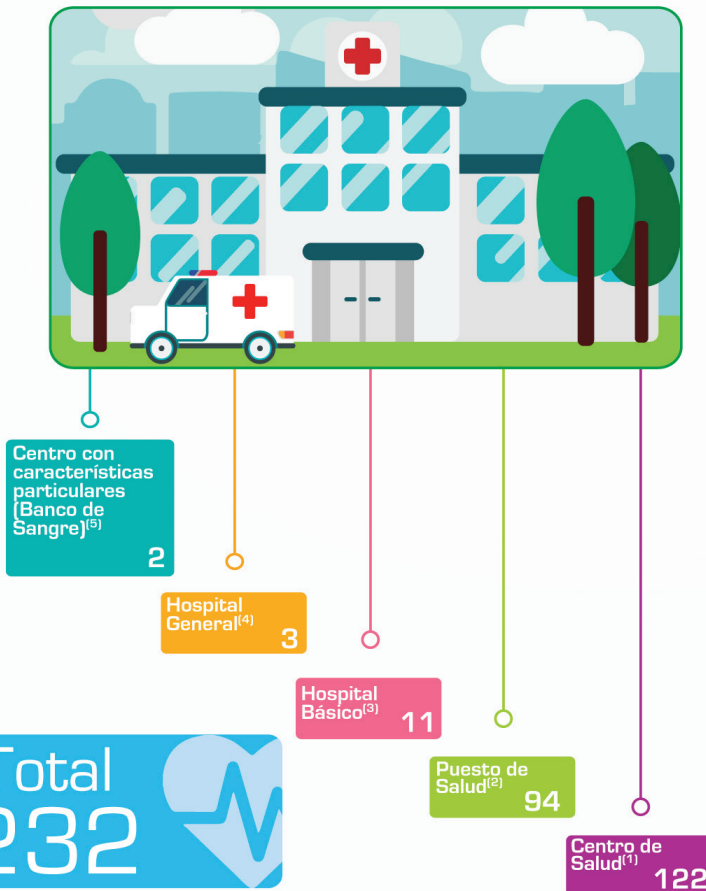 Centro con
características
particulares
(Banco de
Sangre)⁽⁵⁾
2
Hospital
General⁽⁴⁾
3
Hospital
Básico⁽³⁾
11
Puesto de
Salud⁽²⁾
94
Centro de
Salud⁽¹⁾
122
Total
232